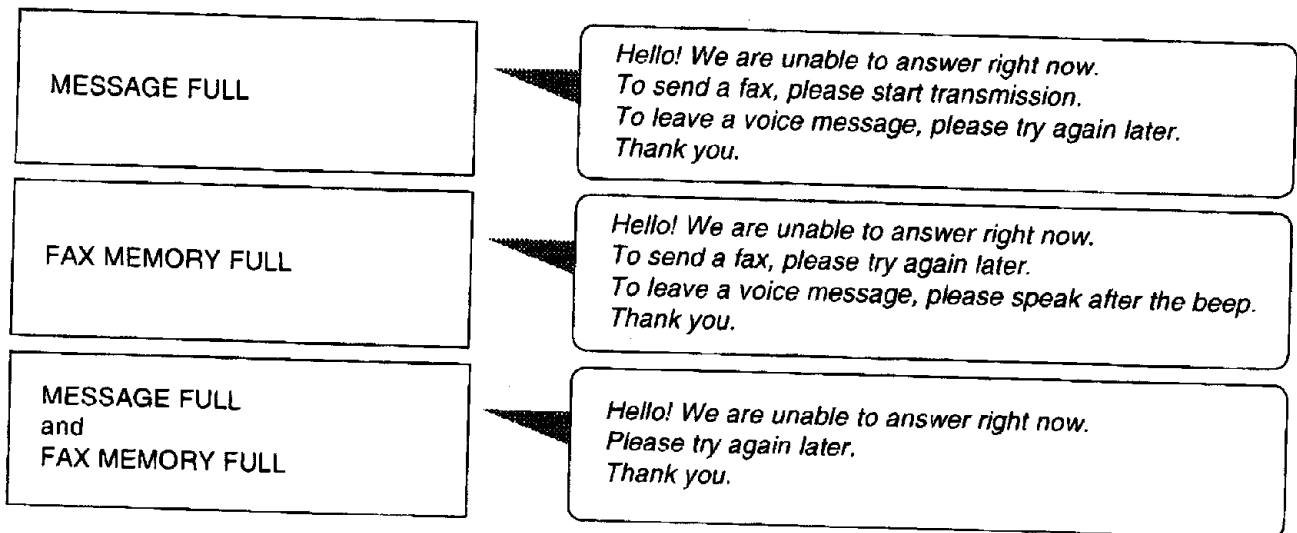 MESSAGE FULL
Hello! We are unable to answer right now.
To send a fax, please start transmission.
To leave a voice message, please try again later.
Thank you.
FAX MEMORY FULL
Hello! We are unable to answer right now.
To send a fax, please try again later.
To leave a voice message, please speak after the beep.
Thank you.
MESSAGE FULL
and
FAX MEMORY FULL
Hello! We are unable to answer right now.
Please try again later.
Thank you.